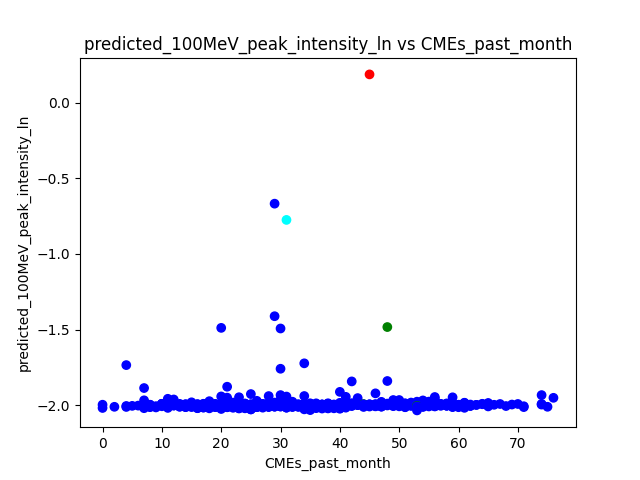 predicted_100MeV_peak_intensity_ln vs CMEs_past_month
predicted_100MeV_peak_intensity_ln
0.0
−0.5
−1.0
−1.5
−2.0
0 10 20 30 40 50 60 70
CMEs_past_month